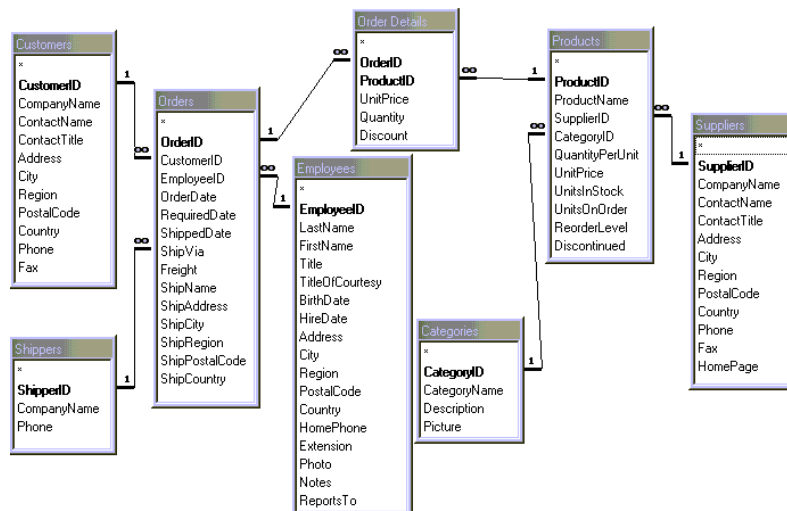 Customers
*
CustomerID
CompanyName
ContactName
ContactTitle
Address
City
Region
PostalCode
Country
Phone
Fax
1
∞
Shippers
*
ShipperID
CompanyName
Phone
1
∞
Orders
*
OrderID
CustomerID
EmployeeID
OrderDate
RequiredDate
ShippedDate
ShipVia
Freight
ShipName
ShipAddress
ShipCity
ShipRegion
ShipPostalCode
ShipCountry
1
∞
∞
1
Order Details
*
OrderID
ProductID
UnitPrice
Quantity
Discount
∞
1
Employees
*
EmployeeID
LastName
FirstName
Title
TitleOfCourtesy
BirthDate
HireDate
Address
City
Region
PostalCode
Country
HomePhone
Extension
Photo
Notes
ReportsTo
Categories
*
CategoryID
CategoryName
Description
Picture
1
∞
Products
*
ProductID
ProductName
SupplierID
CategoryID
QuantityPerUnit
UnitPrice
UnitsInStock
UnitsOnOrder
ReorderLevel
Discontinued
∞
1
Suppliers
*
SupplierID
CompanyName
ContactName
ContactTitle
Address
City
Region
PostalCode
Country
Phone
Fax
HomePage